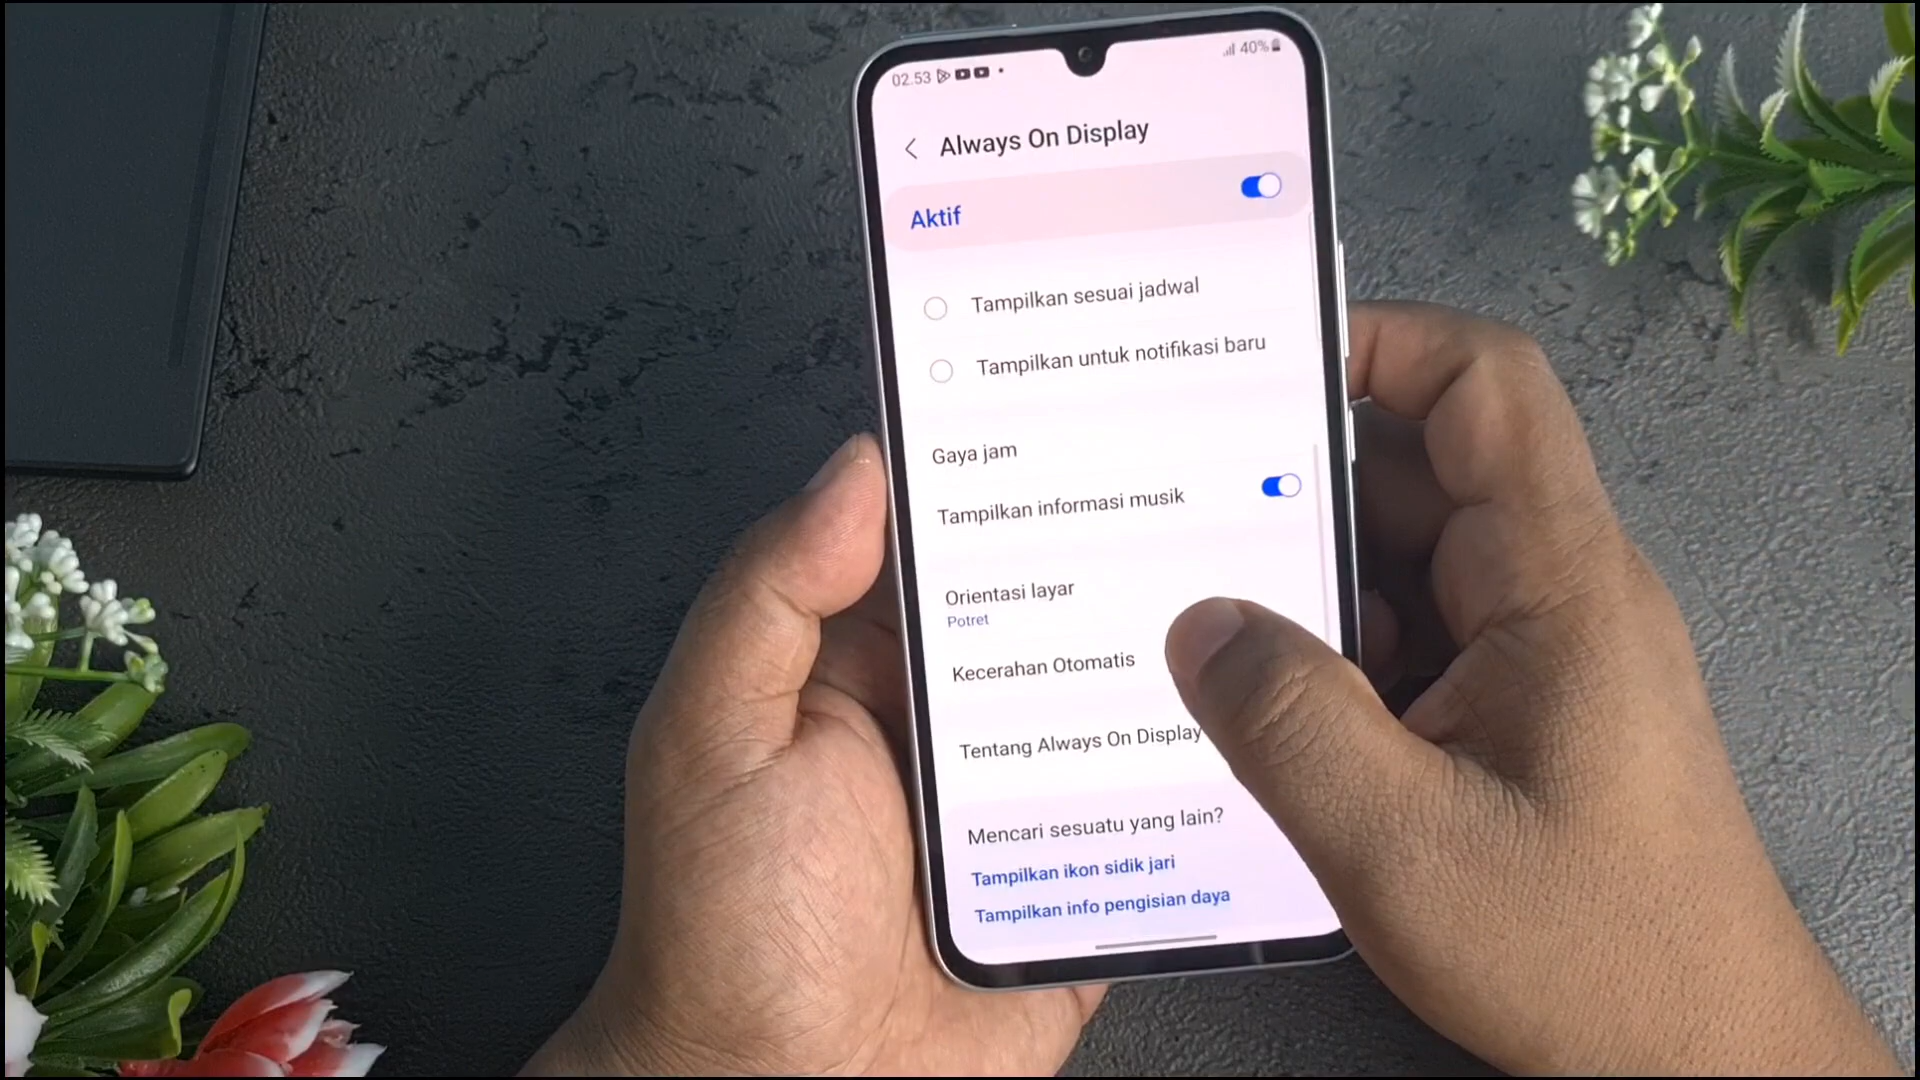 02.53
40%
Always On Display
Aktif
Tampilkan sesuai jadwal
Tampilkan untuk notifikasi baru
Gaya jam
Tampilkan informasi musik
Orientasi layar
Potret
Kecerahan Otomatis
Tentang Always On Display
Mencari sesuatu yang lain?
Tampilkan ikon sidik jari
Tampilkan info pengisian daya